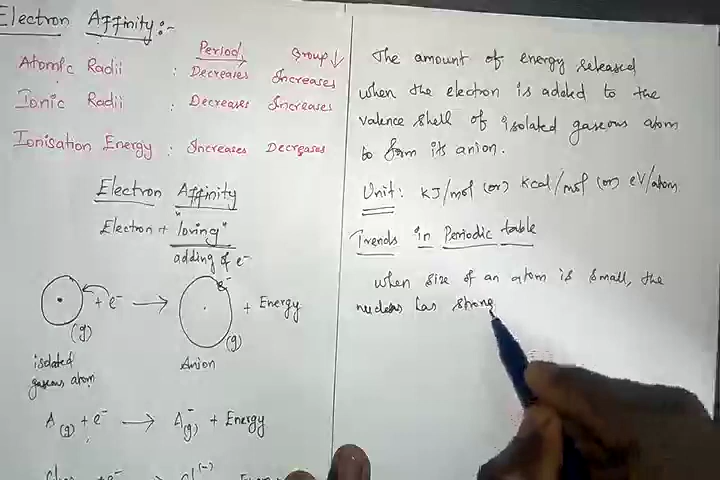 Electron Affinity:-
Period Group ↓
Atomic Radii : Decreases Increases
Ionic Radii : Decreases Increases
Ionisation Energy : Increases Decreases
Electron Affinity
Electron + "loving"
adding of e⁻
+ e⁻ → e⁻ + Energy
(g) (g)
isolated
gaseous atom
Anion
A(g) + e⁻ → A⁻(g) + Energy
The amount of energy released
when the electron is added to the
valence shell of isolated gaseous atom
to form its anion.
Unit: KJ/mol (or) Kcal/mol (or) eV/atom
Trends in Periodic table
when size of an atom is small, the
nucleus has strong